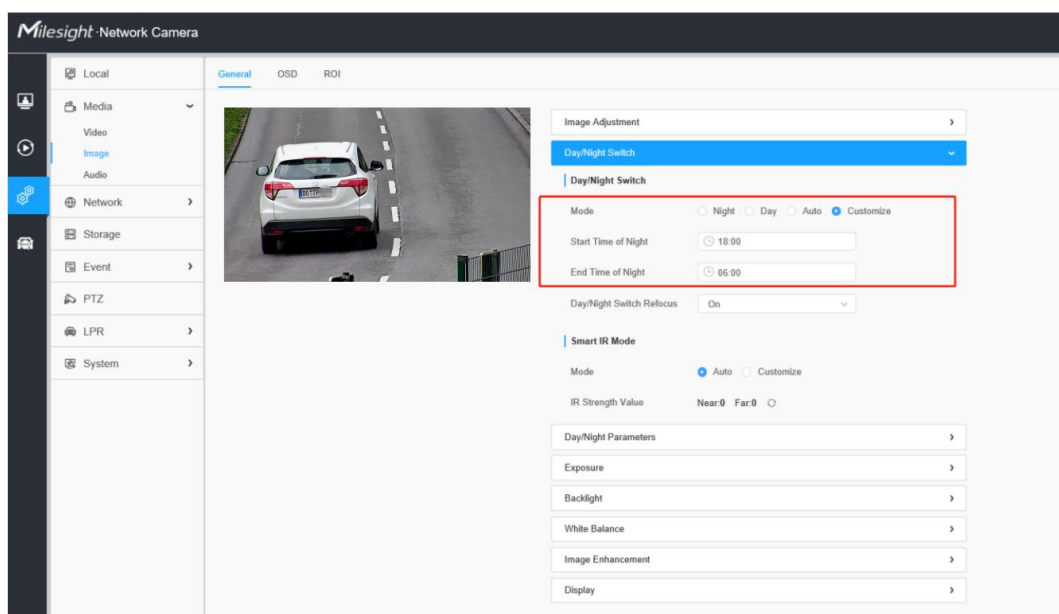 Milesight · Network Camera
Local
Media
Video
Image
Audio
Network
Storage
Event
PTZ
LPR
System
General OSD ROI
Image Adjustment
Day/Night Switch
Day/Night Switch
Mode Night Day Auto Customize
Start Time of Night 18:00
End Time of Night 06:00
Day/Night Switch Refocus On
Smart IR Mode
Mode Auto Customize
IR Strength Value Near:0 Far:0
Day/Night Parameters
Exposure
Backlight
White Balance
Image Enhancement
Display